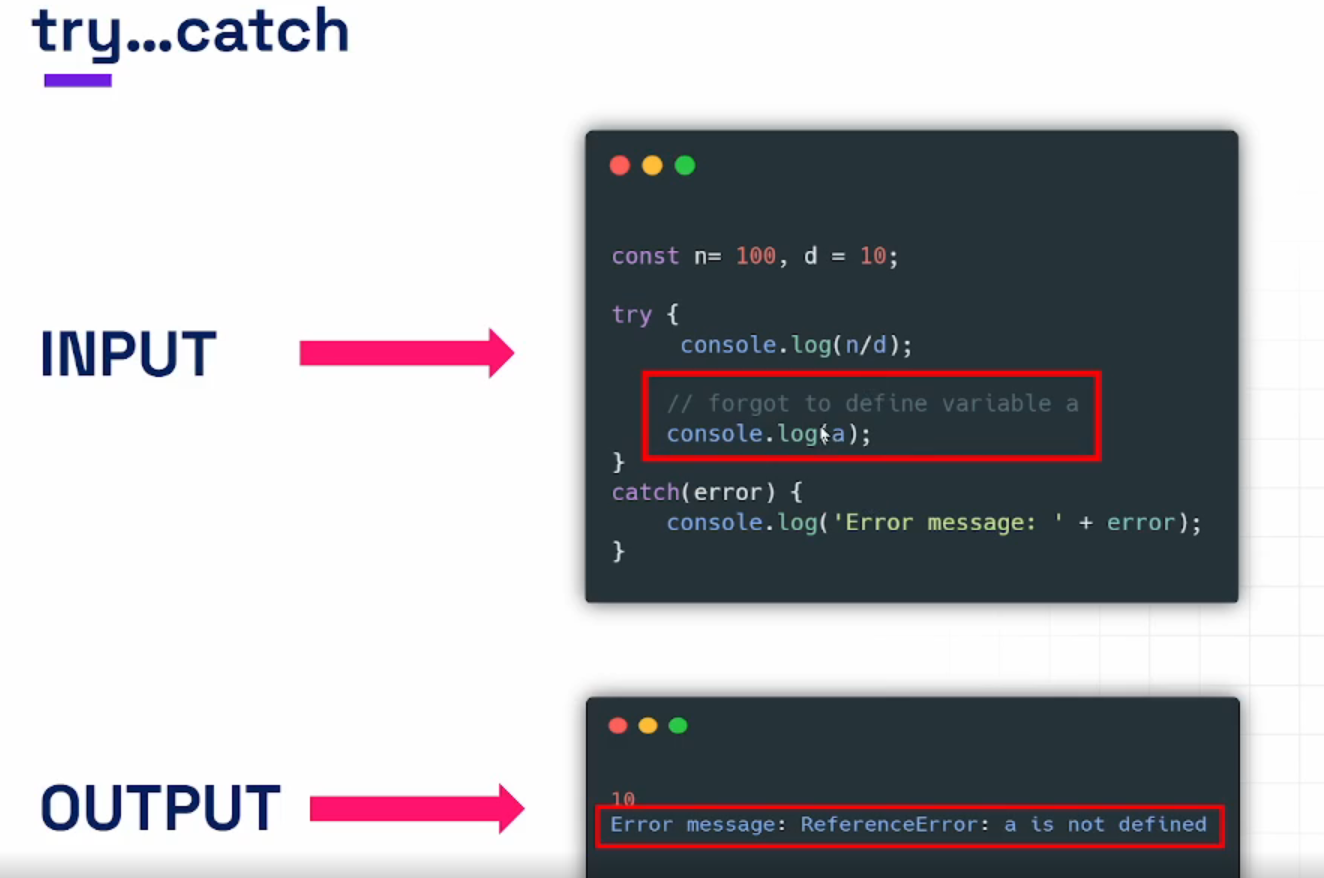 try...catch
INPUT
const n= 100, d = 10;
try {
console.log(n/d);
// forgot to define variable a
console.log(a);
}
catch(error) {
console.log('Error message: ' + error);
}
OUTPUT
10
Error message: ReferenceError: a is not defined